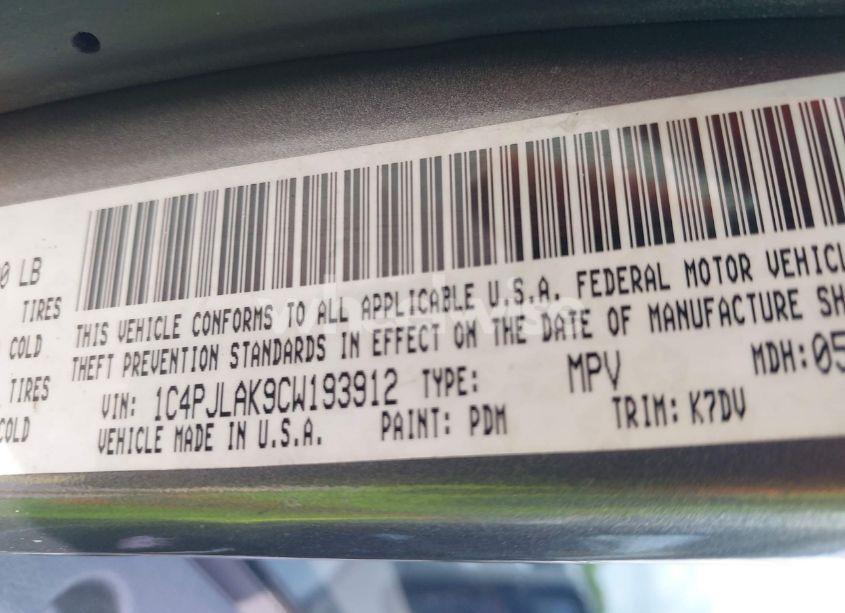 0 LB
TIRES
COLD
TIRES
COLD
THIS VEHICLE CONFORMS TO ALL APPLICABLE U.S.A. FEDERAL MOTOR VEHICL
THEFT PREVENTION STANDARDS IN EFFECT ON THE DATE OF MANUFACTURE SH
VIN: 1C4PJLAK9CW193912 TYPE: MPV MDH:05
VEHICLE MADE IN U.S.A. PAINT: PDM TRIM: K7DV
wheelwise